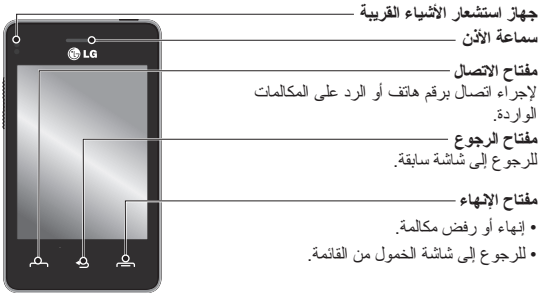 جهاز استشعار الأشياء القريبة
سماعة الأذن
LG
مفتاح الاتصال
لإجراء اتصال برقم هاتف أو الرد على المكالمات
الواردة.
مفتاح الرجوع
للرجوع إلى شاشة سابقة.
مفتاح الإنهاء
• إنهاء أو رفض مكالمة.
• للرجوع إلى شاشة الخمول من القائمة.